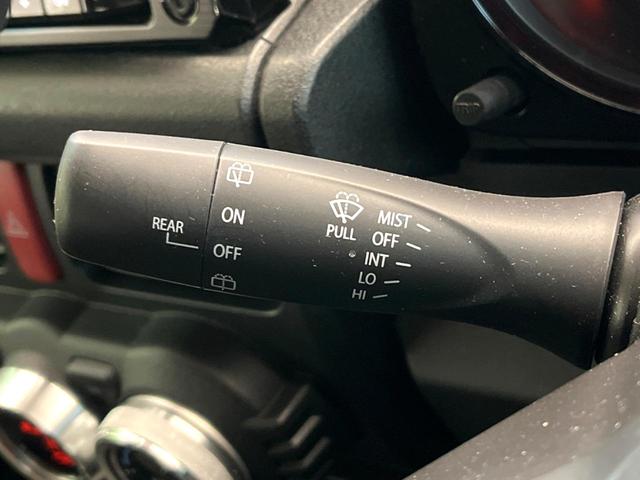 REAR
ON
OFF
PULL
MIST
OFF
INT
LO
HI